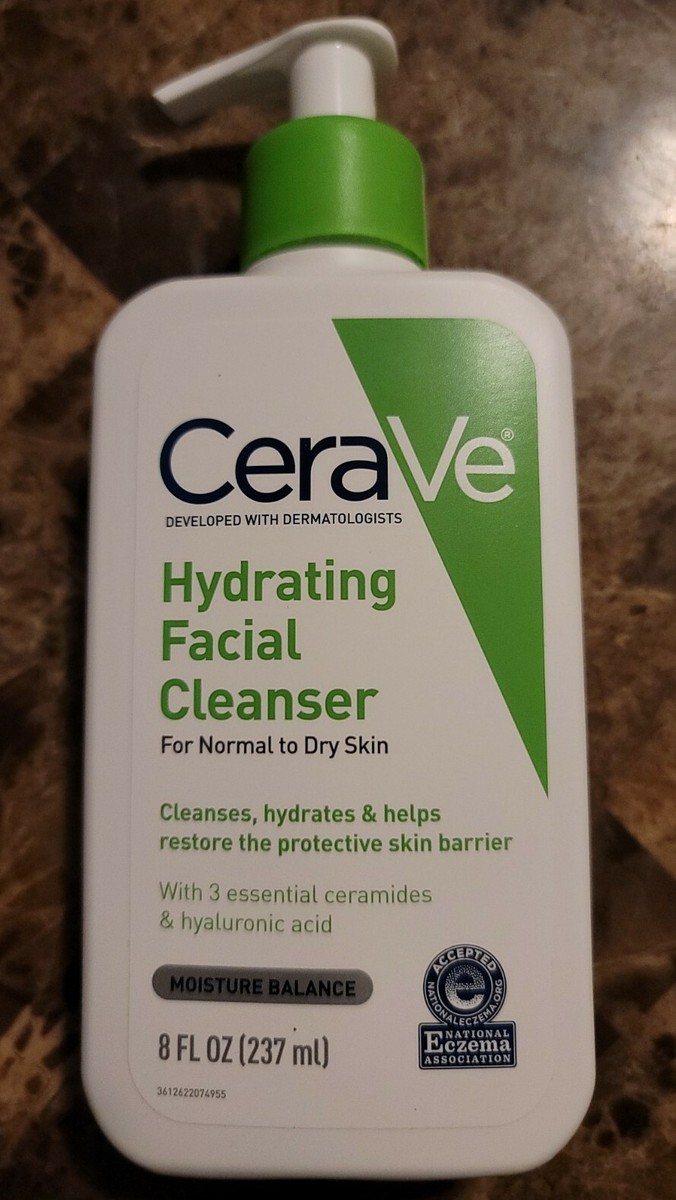 CeraVe®
DEVELOPED WITH DERMATOLOGISTS
Hydrating
Facial
Cleanser
For Normal to Dry Skin
Cleanses, hydrates & helps
restore the protective skin barrier
With 3 essential ceramides
& hyaluronic acid
MOISTURE BALANCE
8 FL OZ (237 ml)
3612622074955
ACCEPTED
e
NATIONALECZEMA.ORG
NATIONAL
Eczema
ASSOCIATION